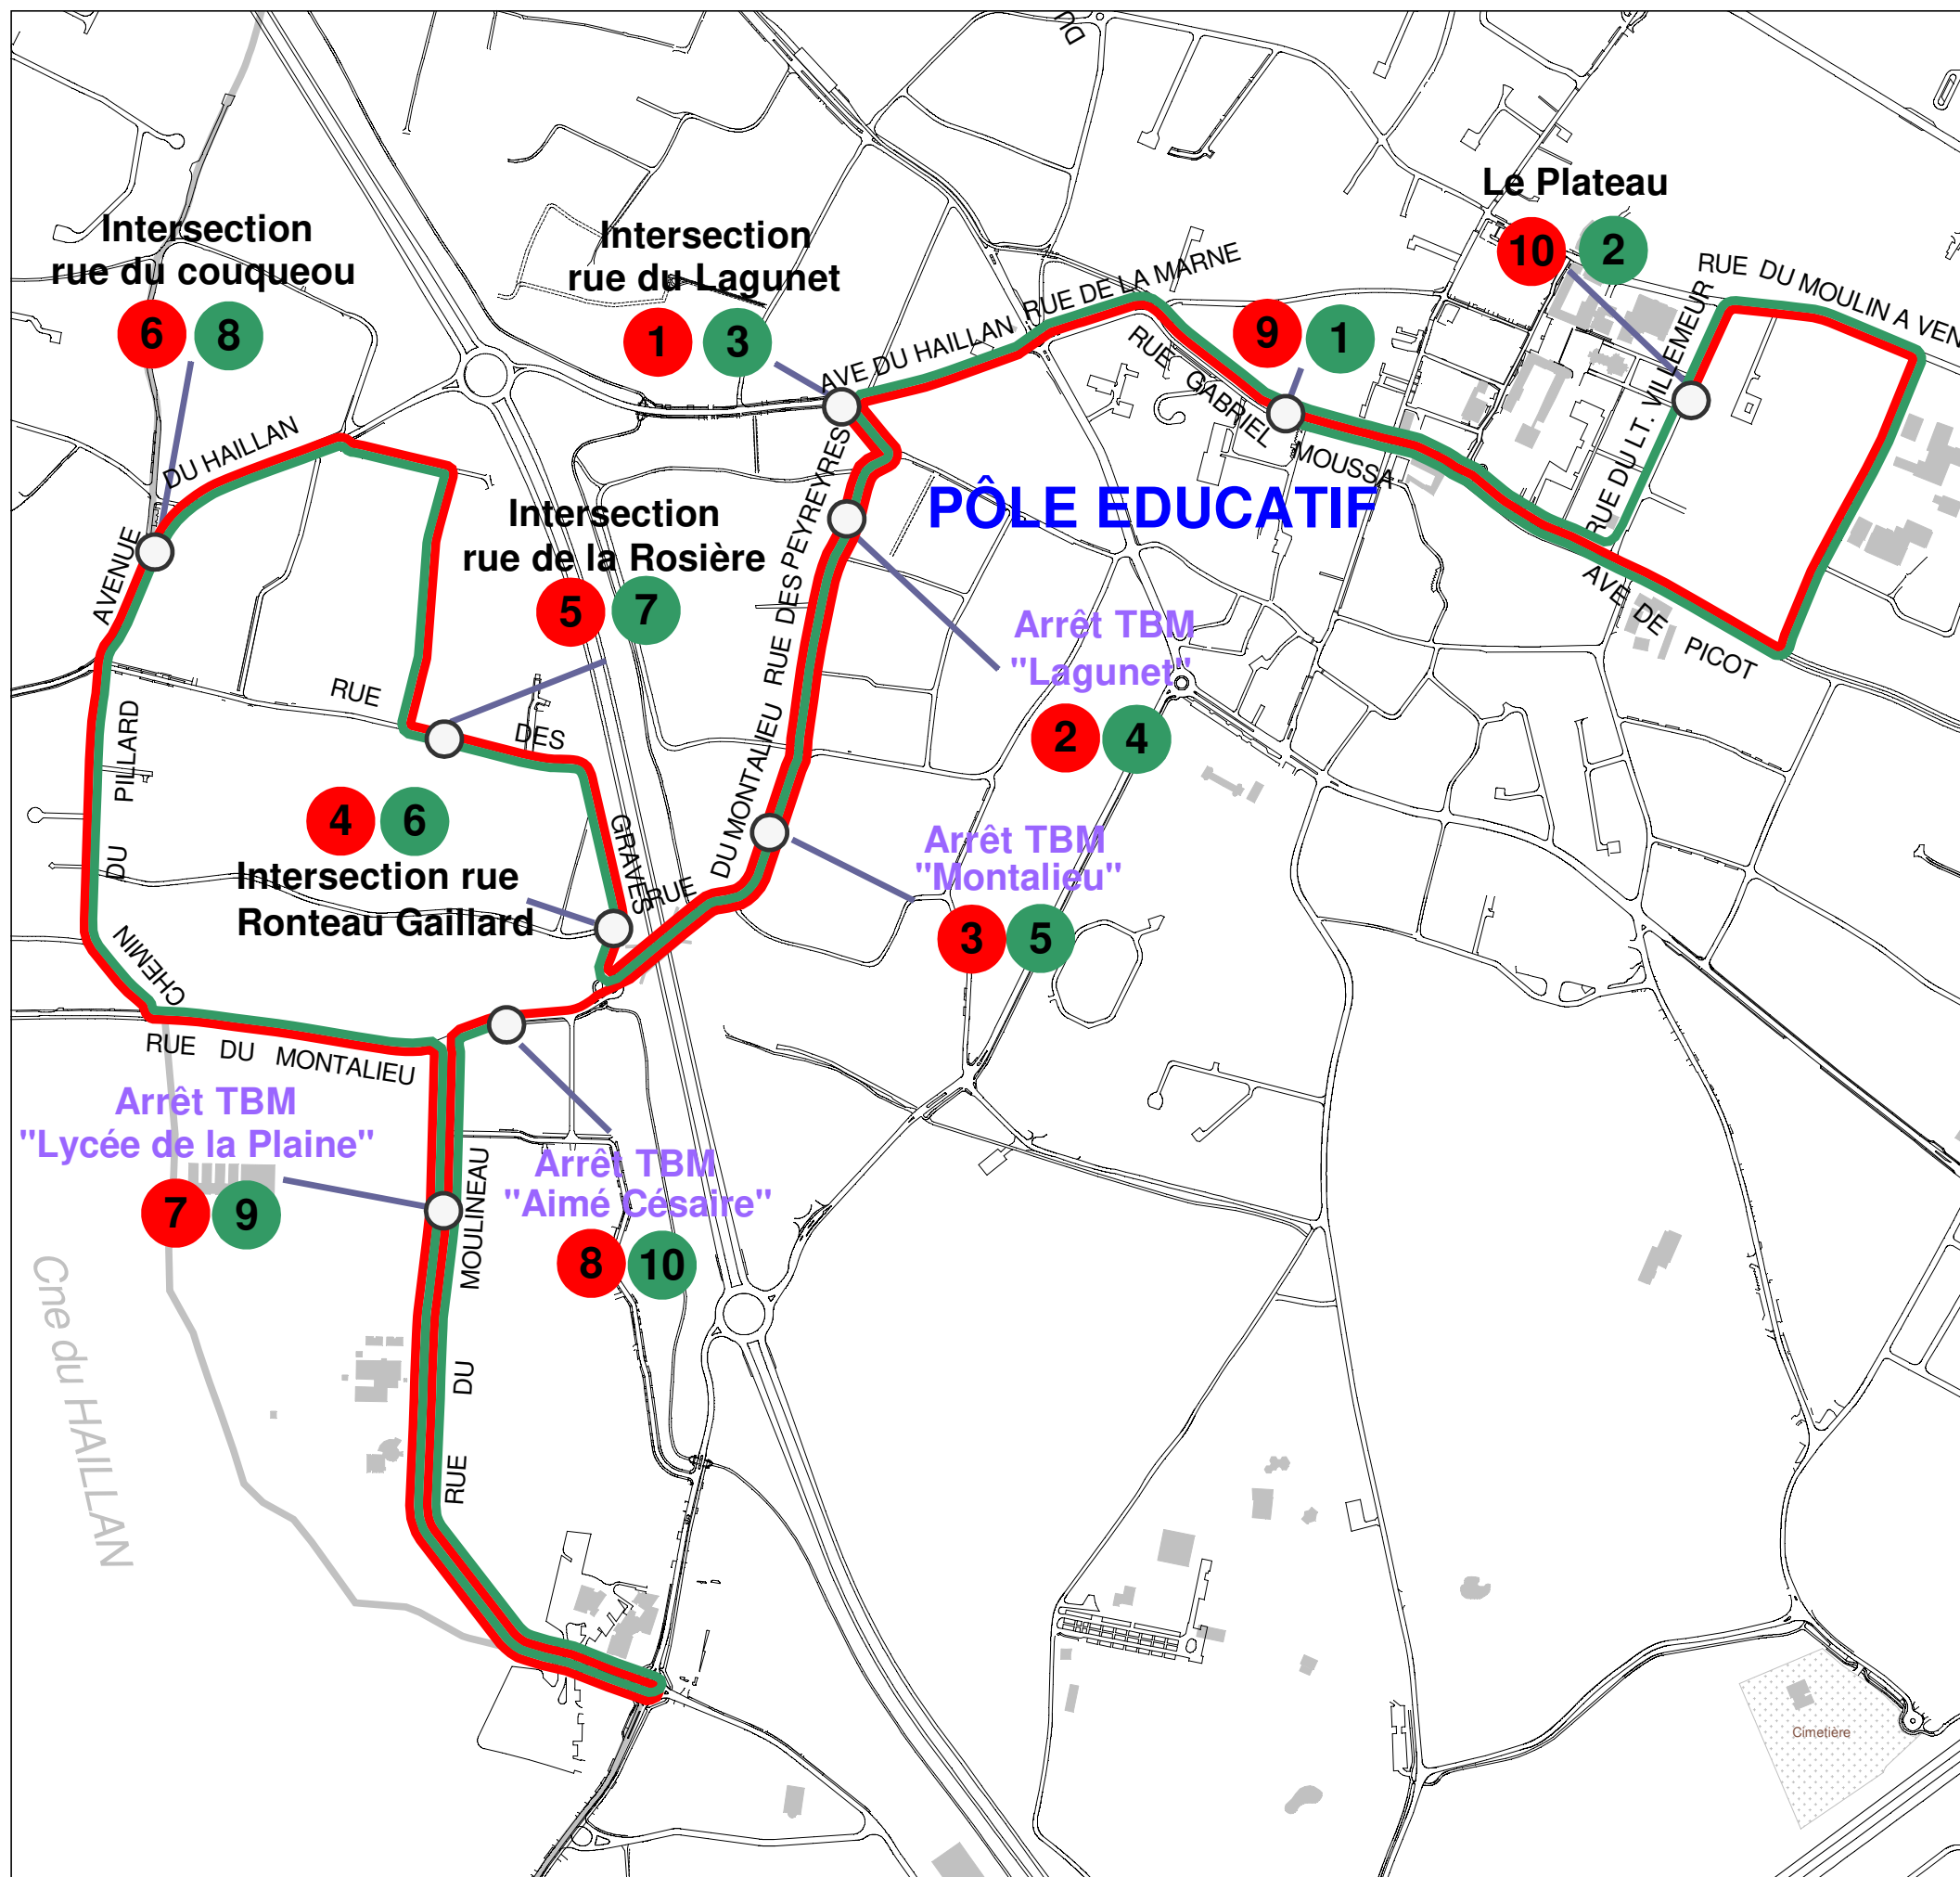 DU
Le Plateau
10 2
RUE DU MOULIN A VEN
Intersection
rue du couqueou
6 8
Intersection
rue du Lagunet
1 3
AVE DU HAILLAN
RUE DE LA MARNE
9 1
RUE GABRIEL MOUSSA
RUE DU LT. VILLEMEUR
AVENUE DU HAILLAN
PÔLE EDUCATIF
Intersection
rue de la Rosière
5 7
RUE DES PEYREYRES
AVE DE PICOT
Arrêt TBM
"Lagunet"
2 4
RUE DES GRAVES
CHEMIN DU PILLARD
4 6
Intersection rue
Ronteau Gaillard
RUE DU MONTALIEU
Arrêt TBM
"Montalieu"
3 5
RUE DU MONTALIEU
Arrêt TBM
"Lycée de la Plaine"
7 9
Arrêt TBM
"Aimé Césaire"
8 10
RUE DU MOULINEAU
Cne du HAILLAN
Cimetière